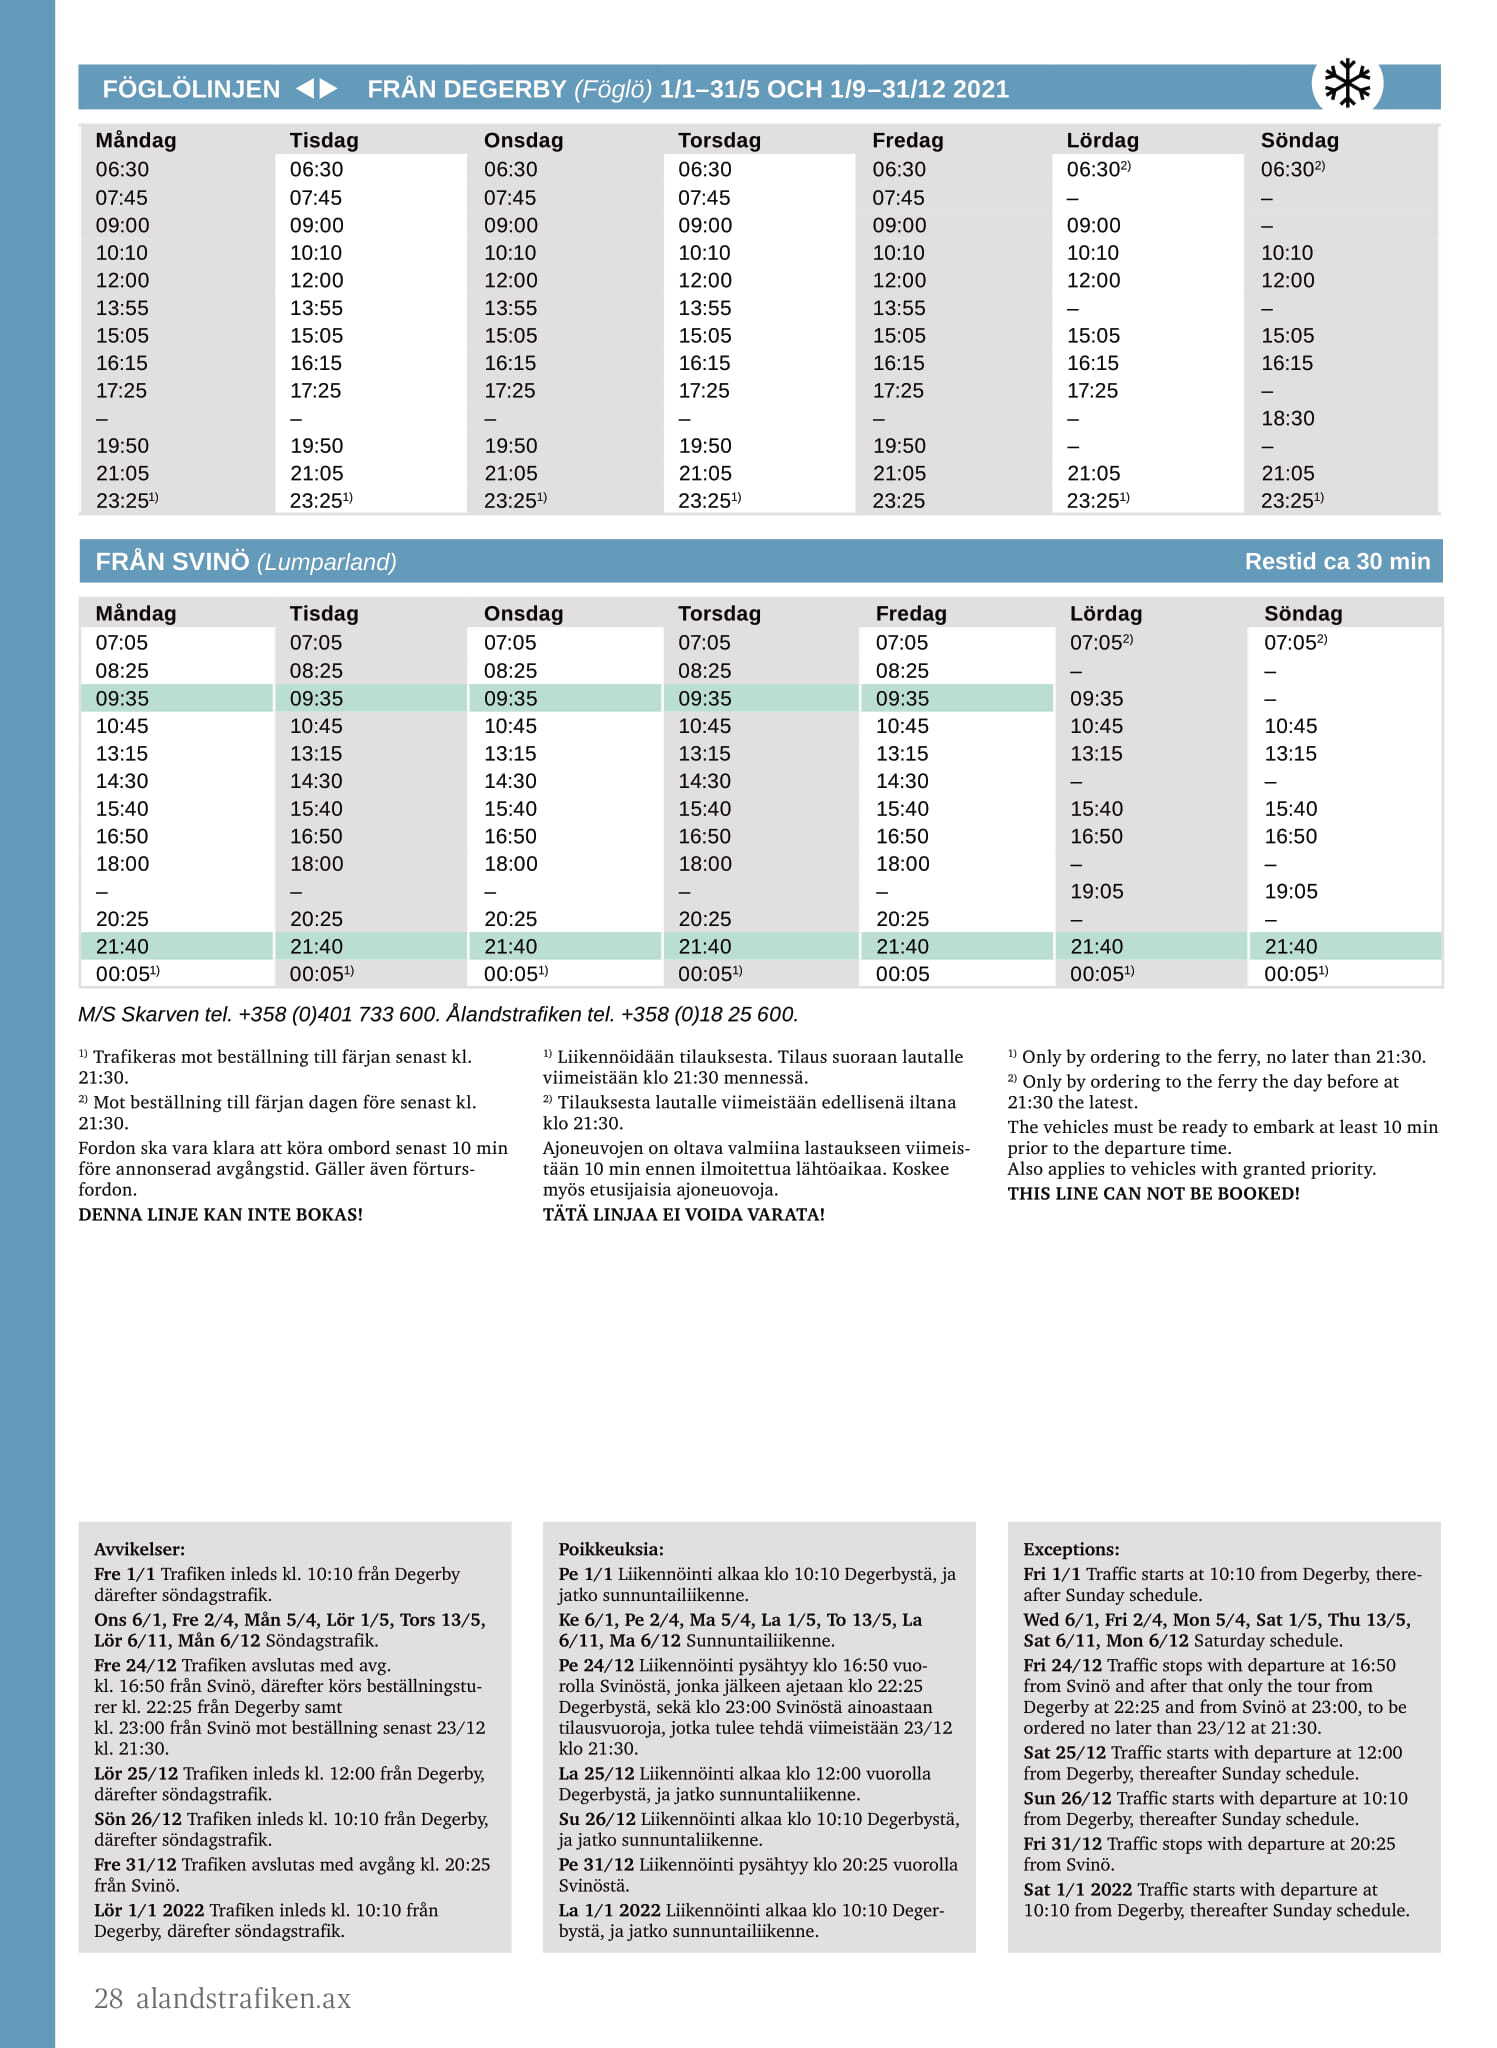 FÖGLÖLINJEN ◀▶ FRÅN DEGERBY (Föglö) 1/1–31/5 OCH 1/9–31/12 2021
Måndag Tisdag Onsdag Torsdag Fredag Lördag Söndag
06:30 06:30 06:30 06:30 06:30 06:30²⁾ 06:30²⁾
07:45 07:45 07:45 07:45 07:45 – –
09:00 09:00 09:00 09:00 09:00 09:00 –
10:10 10:10 10:10 10:10 10:10 10:10 10:10
12:00 12:00 12:00 12:00 12:00 12:00 12:00
13:55 13:55 13:55 13:55 13:55 – –
15:05 15:05 15:05 15:05 15:05 15:05 15:05
16:15 16:15 16:15 16:15 16:15 16:15 16:15
17:25 17:25 17:25 17:25 17:25 17:25 –
– – – – – – 18:30
19:50 19:50 19:50 19:50 19:50 – –
21:05 21:05 21:05 21:05 21:05 21:05 21:05
23:25¹⁾ 23:25¹⁾ 23:25¹⁾ 23:25¹⁾ 23:25 23:25¹⁾ 23:25¹⁾
FRÅN SVINÖ (Lumparland) Restid ca 30 min
Måndag Tisdag Onsdag Torsdag Fredag Lördag Söndag
07:05 07:05 07:05 07:05 07:05 07:05²⁾ 07:05²⁾
08:25 08:25 08:25 08:25 08:25 – –
09:35 09:35 09:35 09:35 09:35 09:35 –
10:45 10:45 10:45 10:45 10:45 10:45 10:45
13:15 13:15 13:15 13:15 13:15 13:15 13:15
14:30 14:30 14:30 14:30 14:30 – –
15:40 15:40 15:40 15:40 15:40 15:40 15:40
16:50 16:50 16:50 16:50 16:50 16:50 16:50
18:00 18:00 18:00 18:00 18:00 – –
– – – – – 19:05 19:05
20:25 20:25 20:25 20:25 20:25 – –
21:40 21:40 21:40 21:40 21:40 21:40 21:40
00:05¹⁾ 00:05¹⁾ 00:05¹⁾ 00:05¹⁾ 00:05 00:05¹⁾ 00:05¹⁾
M/S Skarven tel. +358 (0)401 733 600. Ålandstrafiken tel. +358 (0)18 25 600.
¹⁾ Trafikeras mot beställning till färjan senast kl.
21:30.
²⁾ Mot beställning till färjan dagen före senast kl.
21:30.
Fordon ska vara klara att köra ombord senast 10 min
före annonserad avgångstid. Gäller även förturs-
fordon.
DENNA LINJE KAN INTE BOKAS!
¹⁾ Liikennöidään tilauksesta. Tilaus suoraan lautalle
viimeistään klo 21:30 mennessä.
²⁾ Tilauksesta lautalle viimeistään edellisenä iltana
klo 21:30.
Ajoneuvojen on oltava valmiina lastaukseen viimeis-
tään 10 min ennen ilmoitettua lähtöaikaa. Koskee
myös etusijaisia ajoneuovoja.
TÄTÄ LINJAA EI VOIDA VARATA!
¹⁾ Only by ordering to the ferry, no later than 21:30.
²⁾ Only by ordering to the ferry the day before at
21:30 the latest.
The vehicles must be ready to embark at least 10 min
prior to the departure time.
Also applies to vehicles with granted priority.
THIS LINE CAN NOT BE BOOKED!
Avvikelser:
Fre 1/1 Trafiken inleds kl. 10:10 från Degerby
därefter söndagstrafik.
Ons 6/1, Fre 2/4, Mån 5/4, Lör 1/5, Tors 13/5,
Lör 6/11, Mån 6/12 Söndagstrafik.
Fre 24/12 Trafiken avslutas med avg.
kl. 16:50 från Svinö, därefter körs beställningstu-
rer kl. 22:25 från Degerby samt
kl. 23:00 från Svinö mot beställning senast 23/12
kl. 21:30.
Lör 25/12 Trafiken inleds kl. 12:00 från Degerby,
därefter söndagstrafik.
Sön 26/12 Trafiken inleds kl. 10:10 från Degerby,
därefter söndagstrafik.
Fre 31/12 Trafiken avslutas med avgång kl. 20:25
från Svinö.
Lör 1/1 2022 Trafiken inleds kl. 10:10 från
Degerby, därefter söndagstrafik.
Poikkeuksia:
Pe 1/1 Liikennöinti alkaa klo 10:10 Degerbystä, ja
jatko sunnuntailiikenne.
Ke 6/1, Pe 2/4, Ma 5/4, La 1/5, To 13/5, La
6/11, Ma 6/12 Sunnuntailiikenne.
Pe 24/12 Liikennöinti pysähtyy klo 16:50 vuo-
rolla Svinöstä, jonka jälkeen ajetaan klo 22:25
Degerbystä, sekä klo 23:00 Svinöstä ainoastaan
tilausvuoroja, jotka tulee tehdä viimeistään 23/12
klo 21:30.
La 25/12 Liikennöinti alkaa klo 12:00 vuorolla
Degerbystä, ja jatko sunnuntaliikenne.
Su 26/12 Liikennöinti alkaa klo 10:10 Degerbystä,
ja jatko sunnuntaliikenne.
Pe 31/12 Liikennöinti pysähtyy klo 20:25 vuorolla
Svinöstä.
La 1/1 2022 Liikennöinti alkaa klo 10:10 Deger-
bystä, ja jatko sunnuntailiikenne.
Exceptions:
Fri 1/1 Traffic starts at 10:10 from Degerby, there-
after Sunday schedule.
Wed 6/1, Fri 2/4, Mon 5/4, Sat 1/5, Thu 13/5,
Sat 6/11, Mon 6/12 Saturday schedule.
Fri 24/12 Traffic stops with departure at 16:50
from Svinö and after that only the tour from
Degerby at 22:25 and from Svinö at 23:00, to be
ordered no later than 23/12 at 21:30.
Sat 25/12 Traffic starts with departure at 12:00
from Degerby, thereafter Sunday schedule.
Sun 26/12 Traffic starts with departure at 10:10
from Degerby, thereafter Sunday schedule.
Fri 31/12 Traffic stops with departure at 20:25
from Svinö.
Sat 1/1 2022 Traffic starts with departure at
10:10 from Degerby, thereafter Sunday schedule.
28 alandstrafiken.ax